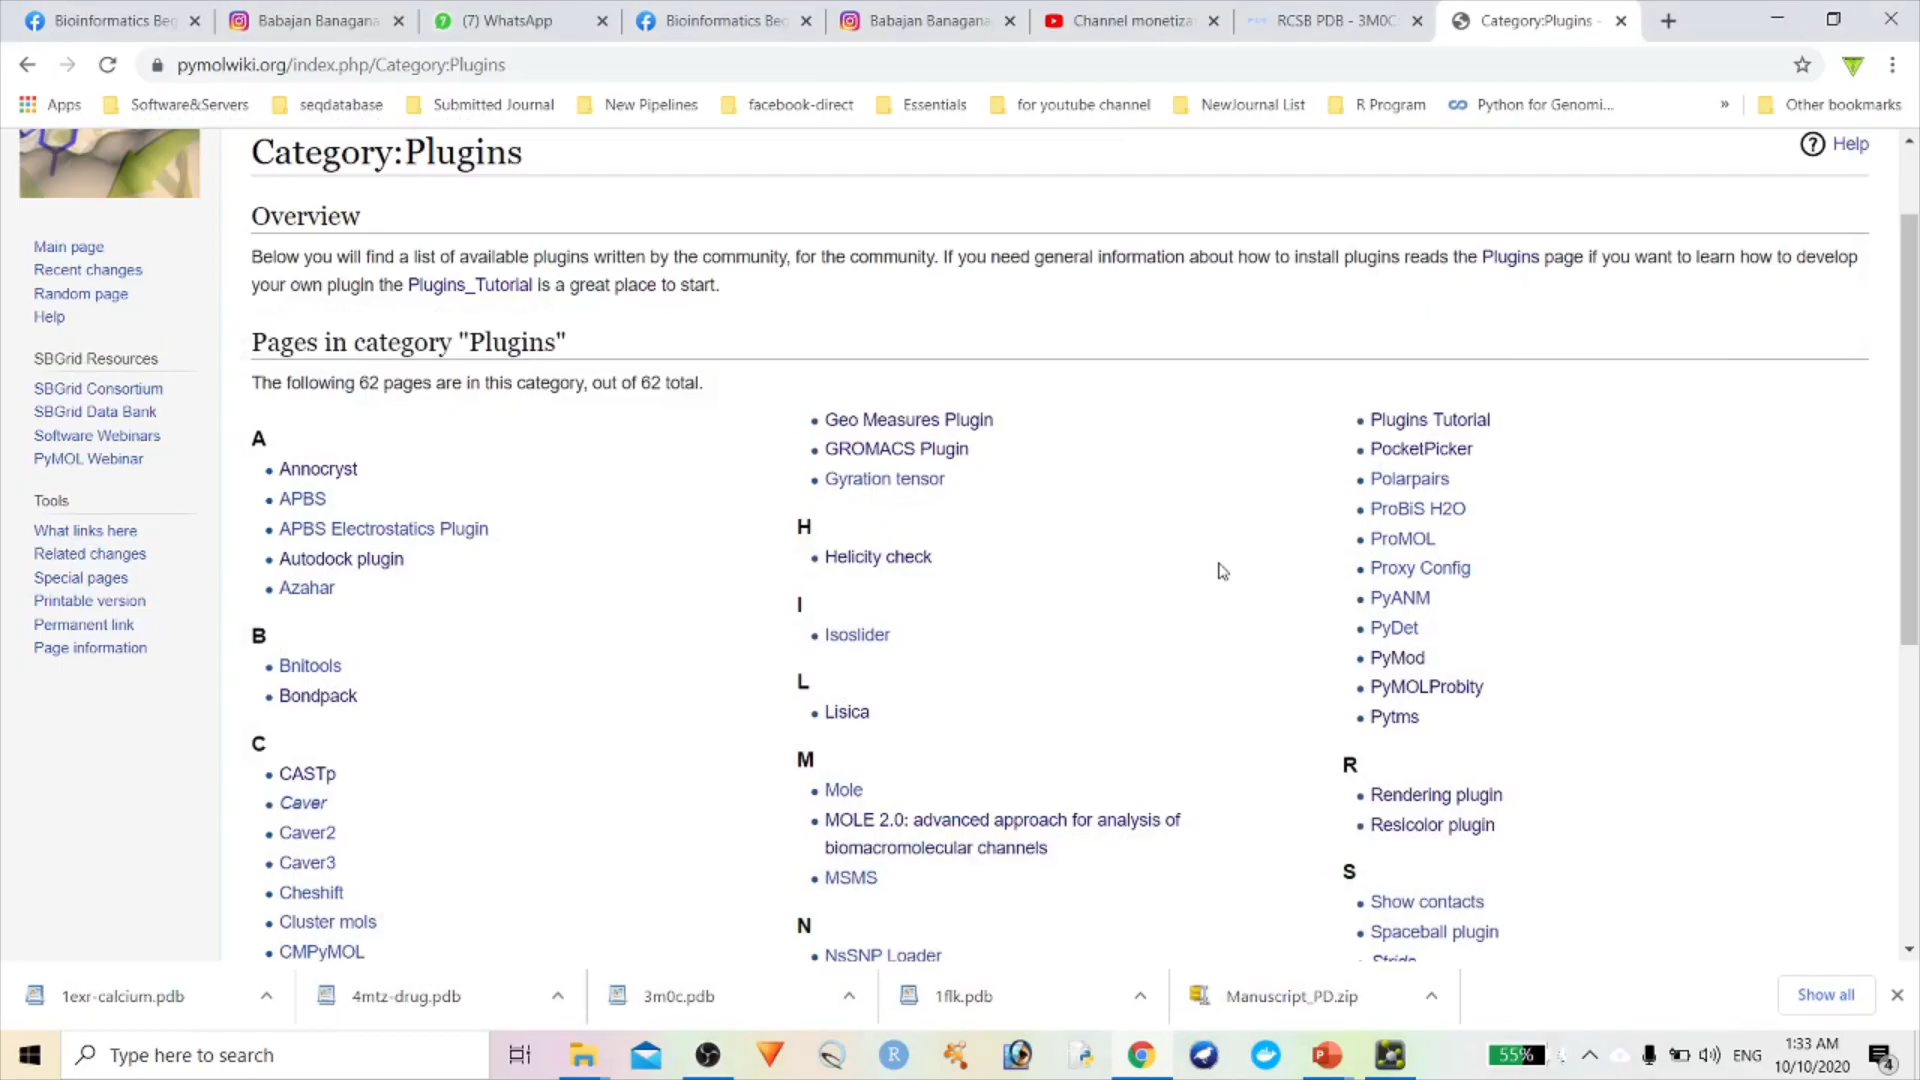 Bioinformatics Beg
Babajan Banagana
(7) WhatsApp
Bioinformatics Beg
Babajan Banagana
Channel monetiza
RCSB PDB - 3M0C
Category:Plugins -
pymolwiki.org/index.php/Category:Plugins
Apps
Software&Servers
seqdatabase
Submitted Journal
New Pipelines
facebook-direct
Essentials
for youtube channel
NewJournal List
R Program
Python for Genomi...
»
Other bookmarks
Category:Plugins
Help
Main page
Recent changes
Random page
Help
SBGrid Resources
SBGrid Consortium
SBGrid Data Bank
Software Webinars
PyMOL Webinar
Tools
What links here
Related changes
Special pages
Printable version
Permanent link
Page information
Overview
Below you will find a list of available plugins written by the community, for the community. If you need general information about how to install plugins reads the Plugins page if you want to learn how to develop
your own plugin the Plugins_Tutorial is a great place to start.
Pages in category "Plugins"
The following 62 pages are in this category, out of 62 total.
A
Annocryst
APBS
APBS Electrostatics Plugin
Autodock plugin
Azahar
B
Bnitools
Bondpack
C
CASTp
Caver
Caver2
Caver3
Cheshift
Cluster mols
CMPyMOL
Geo Measures Plugin
GROMACS Plugin
Gyration tensor
H
Helicity check
I
Isoslider
L
Lisica
M
Mole
MOLE 2.0: advanced approach for analysis of
biomacromolecular channels
MSMS
N
NsSNP Loader
Plugins Tutorial
PocketPicker
Polarpairs
ProBiS H2O
ProMOL
Proxy Config
PyANM
PyDet
PyMod
PyMOLProbity
Pytms
R
Rendering plugin
Resicolor plugin
S
Show contacts
Spaceball plugin
Stride
1exr-calcium.pdb
4mtz-drug.pdb
3m0c.pdb
1flk.pdb
Manuscript_PD.zip
Show all
Type here to search
55%
ENG
1:33 AM
10/10/2020
4